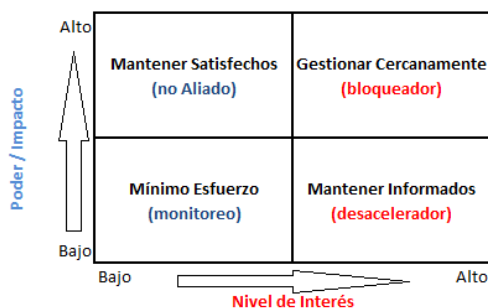 Alto
Mantener Satisfechos
(no Aliado)
Gestionar Cercanamente
(bloqueador)
Poder / Impacto
Mínimo Esfuerzo
(monitoreo)
Mantener Informados
(desacelerador)
Bajo
Bajo
Alto
Nivel de Interés